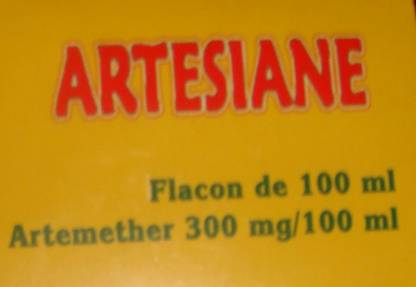 ARTESIANE
Flacon de 100 ml
Artemether 300 mg/100 ml